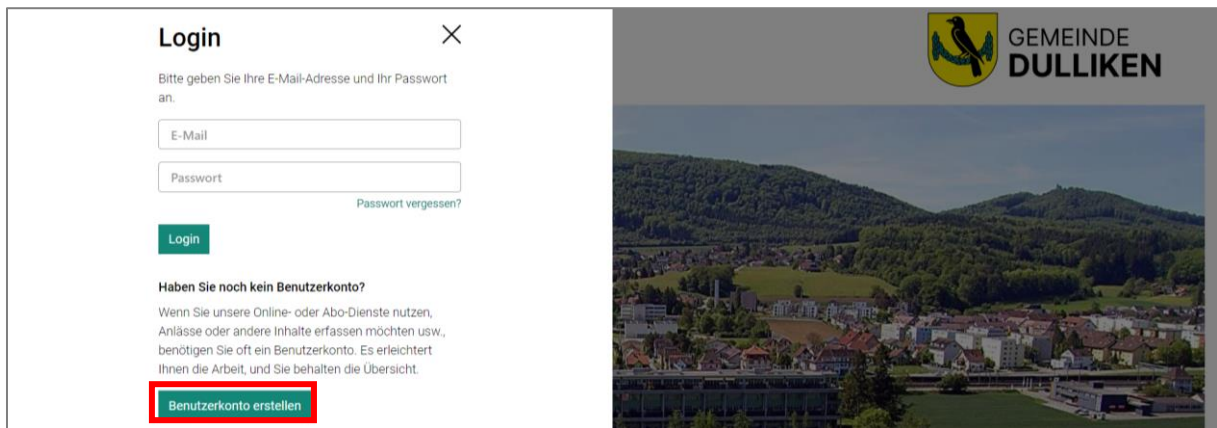 Login
Bitte geben Sie Ihre E-Mail-Adresse und Ihr Passwort
an.
E-Mail
Passwort
Passwort vergessen?
Login
Haben Sie noch kein Benutzerkonto?
Wenn Sie unsere Online- oder Abo-Dienste nutzen,
Anlässe oder andere Inhalte erfassen möchten usw.,
benötigen Sie oft ein Benutzerkonto. Es erleichtert
Ihnen die Arbeit, und Sie behalten die Übersicht.
Benutzerkonto erstellen
GEMEINDE
DULLIKEN